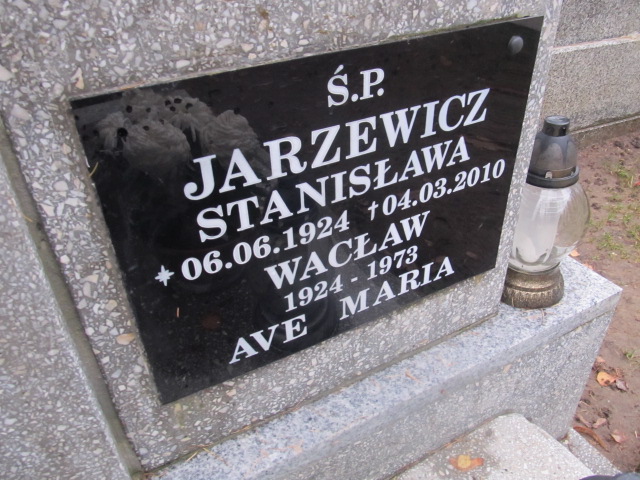 Ś.P.
JARZEWICZ
STANISŁAWA
*06.06.1924 †04.03.2010
WACŁAW
1924 - 1973
AVE MARIA